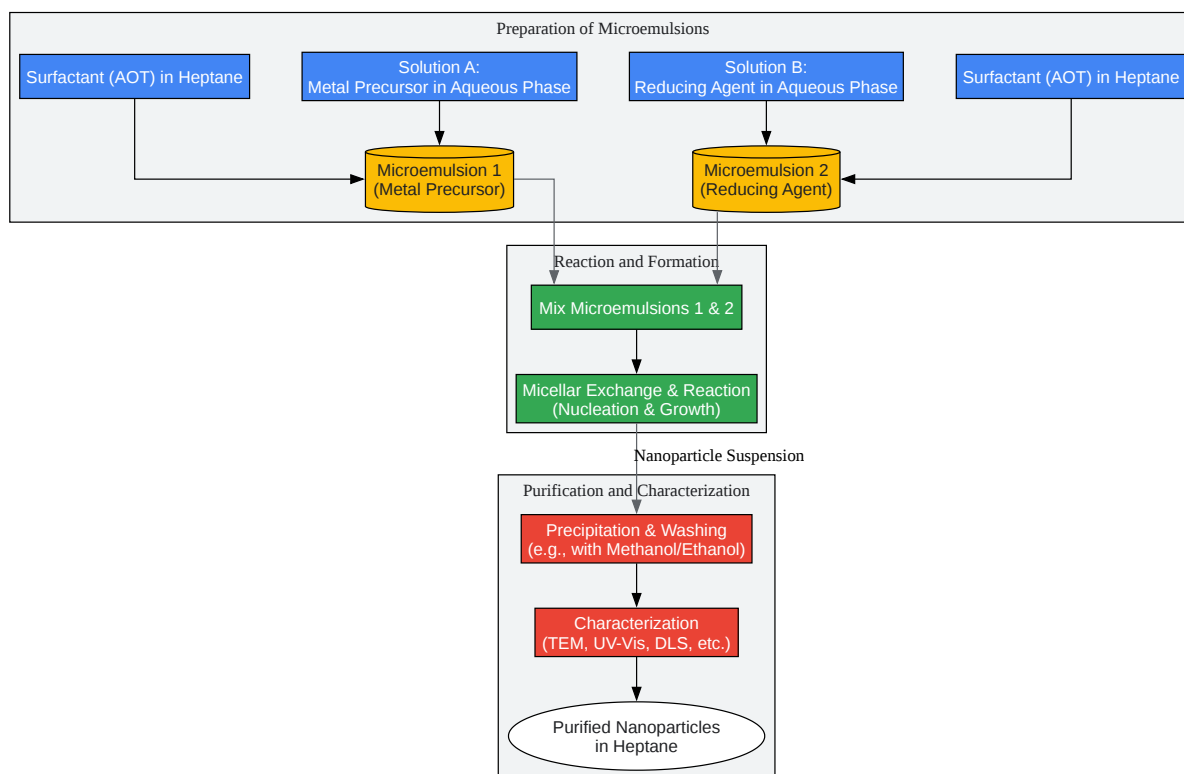 Preparation of Microemulsions
Surfactant (AOT) in Heptane
Solution A:
Metal Precursor in Aqueous Phase
Solution B:
Reducing Agent in Aqueous Phase
Surfactant (AOT) in Heptane
Microemulsion 1
(Metal Precursor)
Microemulsion 2
(Reducing Agent)
Reaction and Formation
Mix Microemulsions 1 & 2
Micellar Exchange & Reaction
(Nucleation & Growth)
Nanoparticle Suspension
Purification and Characterization
Precipitation & Washing
(e.g., with Methanol/Ethanol)
Characterization
(TEM, UV-Vis, DLS, etc.)
Purified Nanoparticles
in Heptane